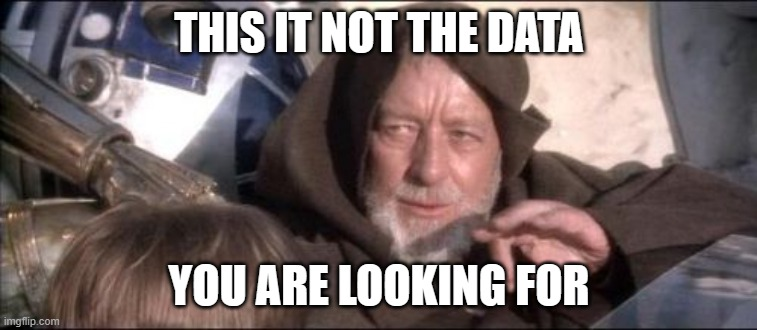 THIS IT NOT THE DATA
YOU ARE LOOKING FOR
imgflip.com